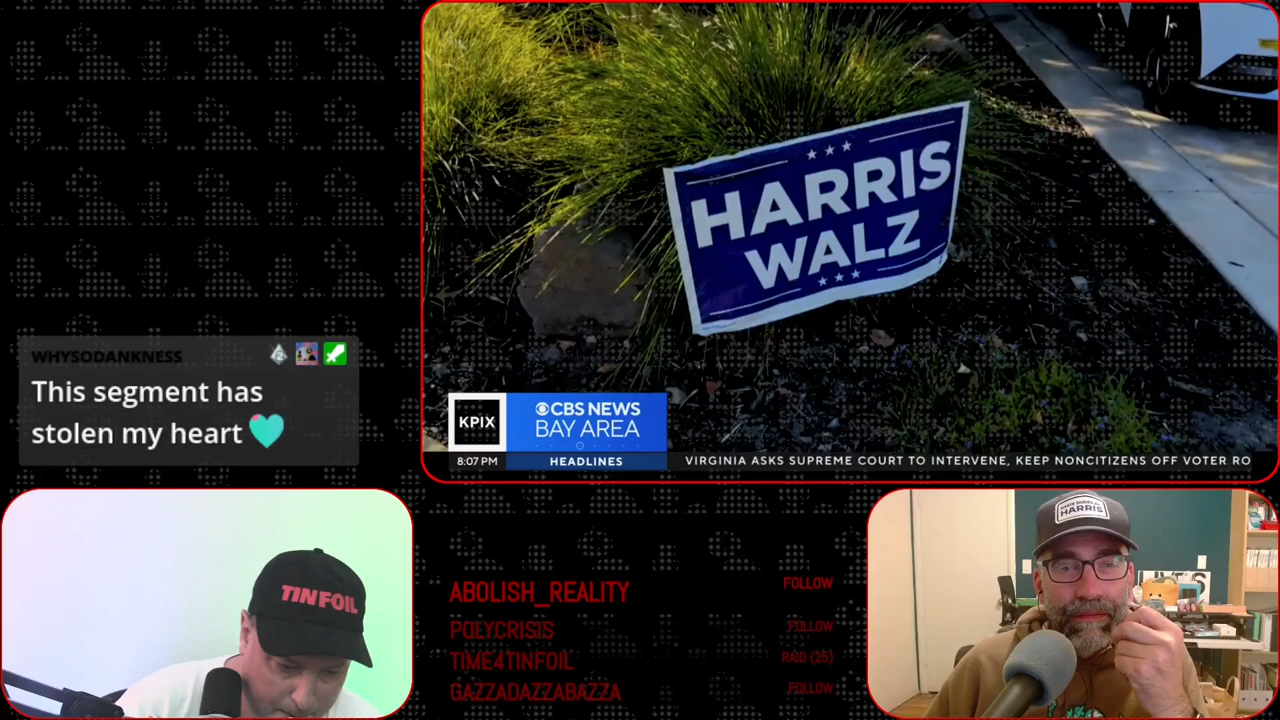 HARRIS
WALZ
KPIX
CBS NEWS
BAY AREA
8:07 PM
HEADLINES
VIRGINIA ASKS SUPREME COURT TO INTERVENE, KEEP NONCITIZENS OFF VOTER RO
WHYSODANKNESS
2
This segment has
stolen my heart
TINFOIL
ABOLISH_REALITY FOLLOW
POLYCRISIS FOLLOW
TIME4TINFOIL RAID (25)
GAZZADAZZABAZZA FOLLOW
HARRIS